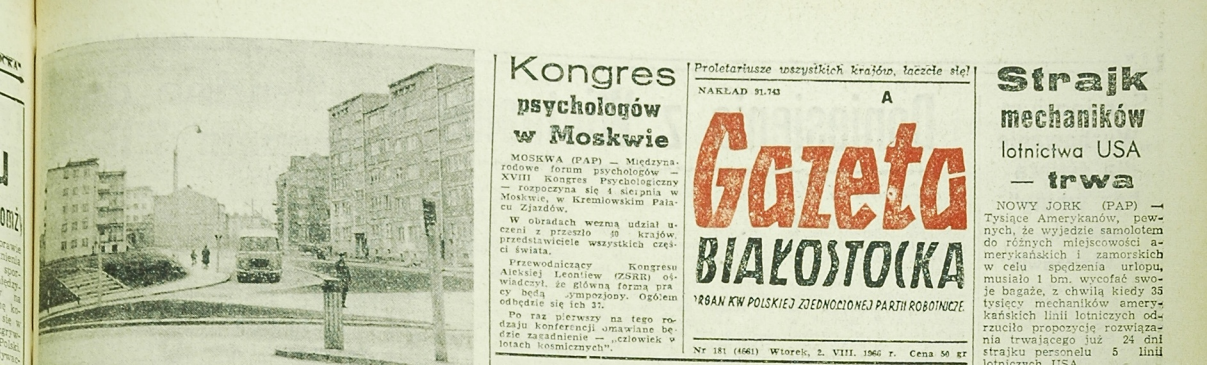 Kongres
psychologów
w Moskwie
MOSKWA (PAP) — Międzyna-
rodowe forum psychologów —
XVIII Kongres Psychologiczny
— rozpoczyna się 4 sierpnia w
Moskwie, w Kremlowskim Pała-
cu Zjazdów.
W obradach wezmą udział u-
czeni z przeszło 40 krajów,
przedstawiciele wszystkich częś-
ci świata.
Przewodniczący Kongresu
Aleksiej Leontiew (ZSRR) oś-
wiadczył, że główną formą pra
cy będą sympozjony. Ogółem
odbędzie się ich 37.
Po raz pierwszy na tego ro-
dzaju konferencji omawiane bę-
dzie zagadnienie — „człowiek w
lotach kosmicznych".
Proletariusze wszystkich krajów, łączcie się!
NAKŁAD 91.743
A
Gazeta
BIAŁOSTOCKA
ORGAN KW POLSKIEJ ZJEDNOCZONEJ PARTII ROBOTNICZEJ
Nr 181 (4661) Wtorek, 2. VIII. 1966 r. Cena 50 gr
Strajk
mechaników
lotnictwa USA
— trwa
NOWY JORK (PAP) —
Tysiące Amerykanów, pew-
nych, że wyjedzie samolotem
do różnych miejscowości a-
merykańskich i zamorskich
w celu spędzenia urlopu,
musiało 1 bm. wycofać swo-
je bagaże, z chwilą kiedy 35
tysięcy mechaników amery-
kańskich linii lotniczych od-
rzuciło propozycję rozwiąza-
nia trwającego już 24 dni
strajku personelu 5 linii
lotniczych USA.